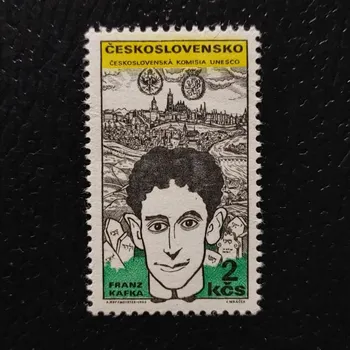 ČESKOSLOVENSKO
ČESKOSLOVENSKÁ KOMISIA UNESCO
FRANZ
KAFKA
2
kčs